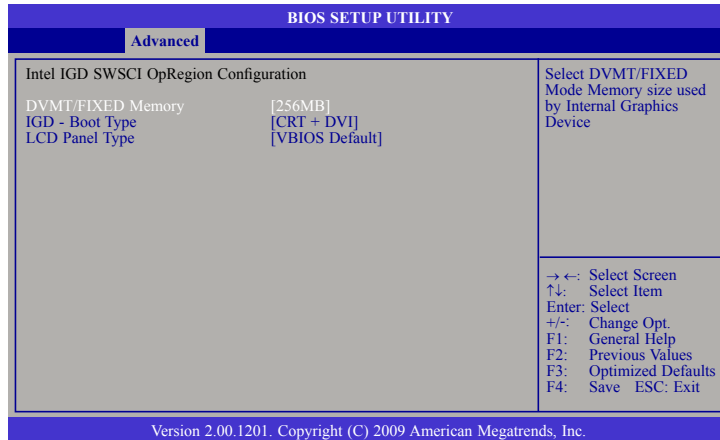 BIOS SETUP UTILITY
Advanced
Intel IGD SWSCI OpRegion Configuration
DVMT/FIXED Memory [256MB]
IGD - Boot Type [CRT + DVI]
LCD Panel Type [VBIOS Default]
Select DVMT/FIXED
Mode Memory size used
by Internal Graphics
Device
→ ←: Select Screen
↑↓: Select Item
Enter: Select
+/-: Change Opt.
F1: General Help
F2: Previous Values
F3: Optimized Defaults
F4: Save ESC: Exit
Version 2.00.1201. Copyright (C) 2009 American Megatrends, Inc.